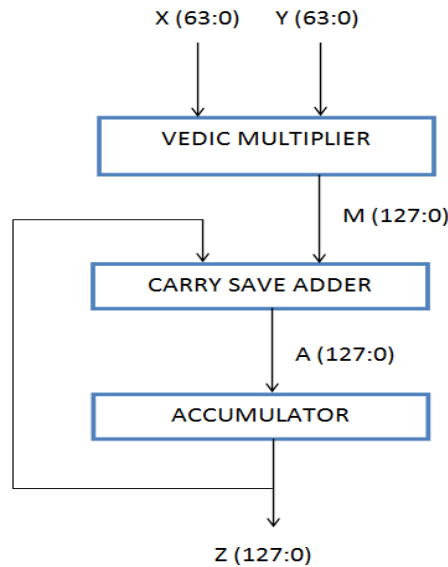 X (63:0) Y (63:0)
VEDIC MULTIPLIER
M (127:0)
CARRY SAVE ADDER
A (127:0)
ACCUMULATOR
Z (127:0)